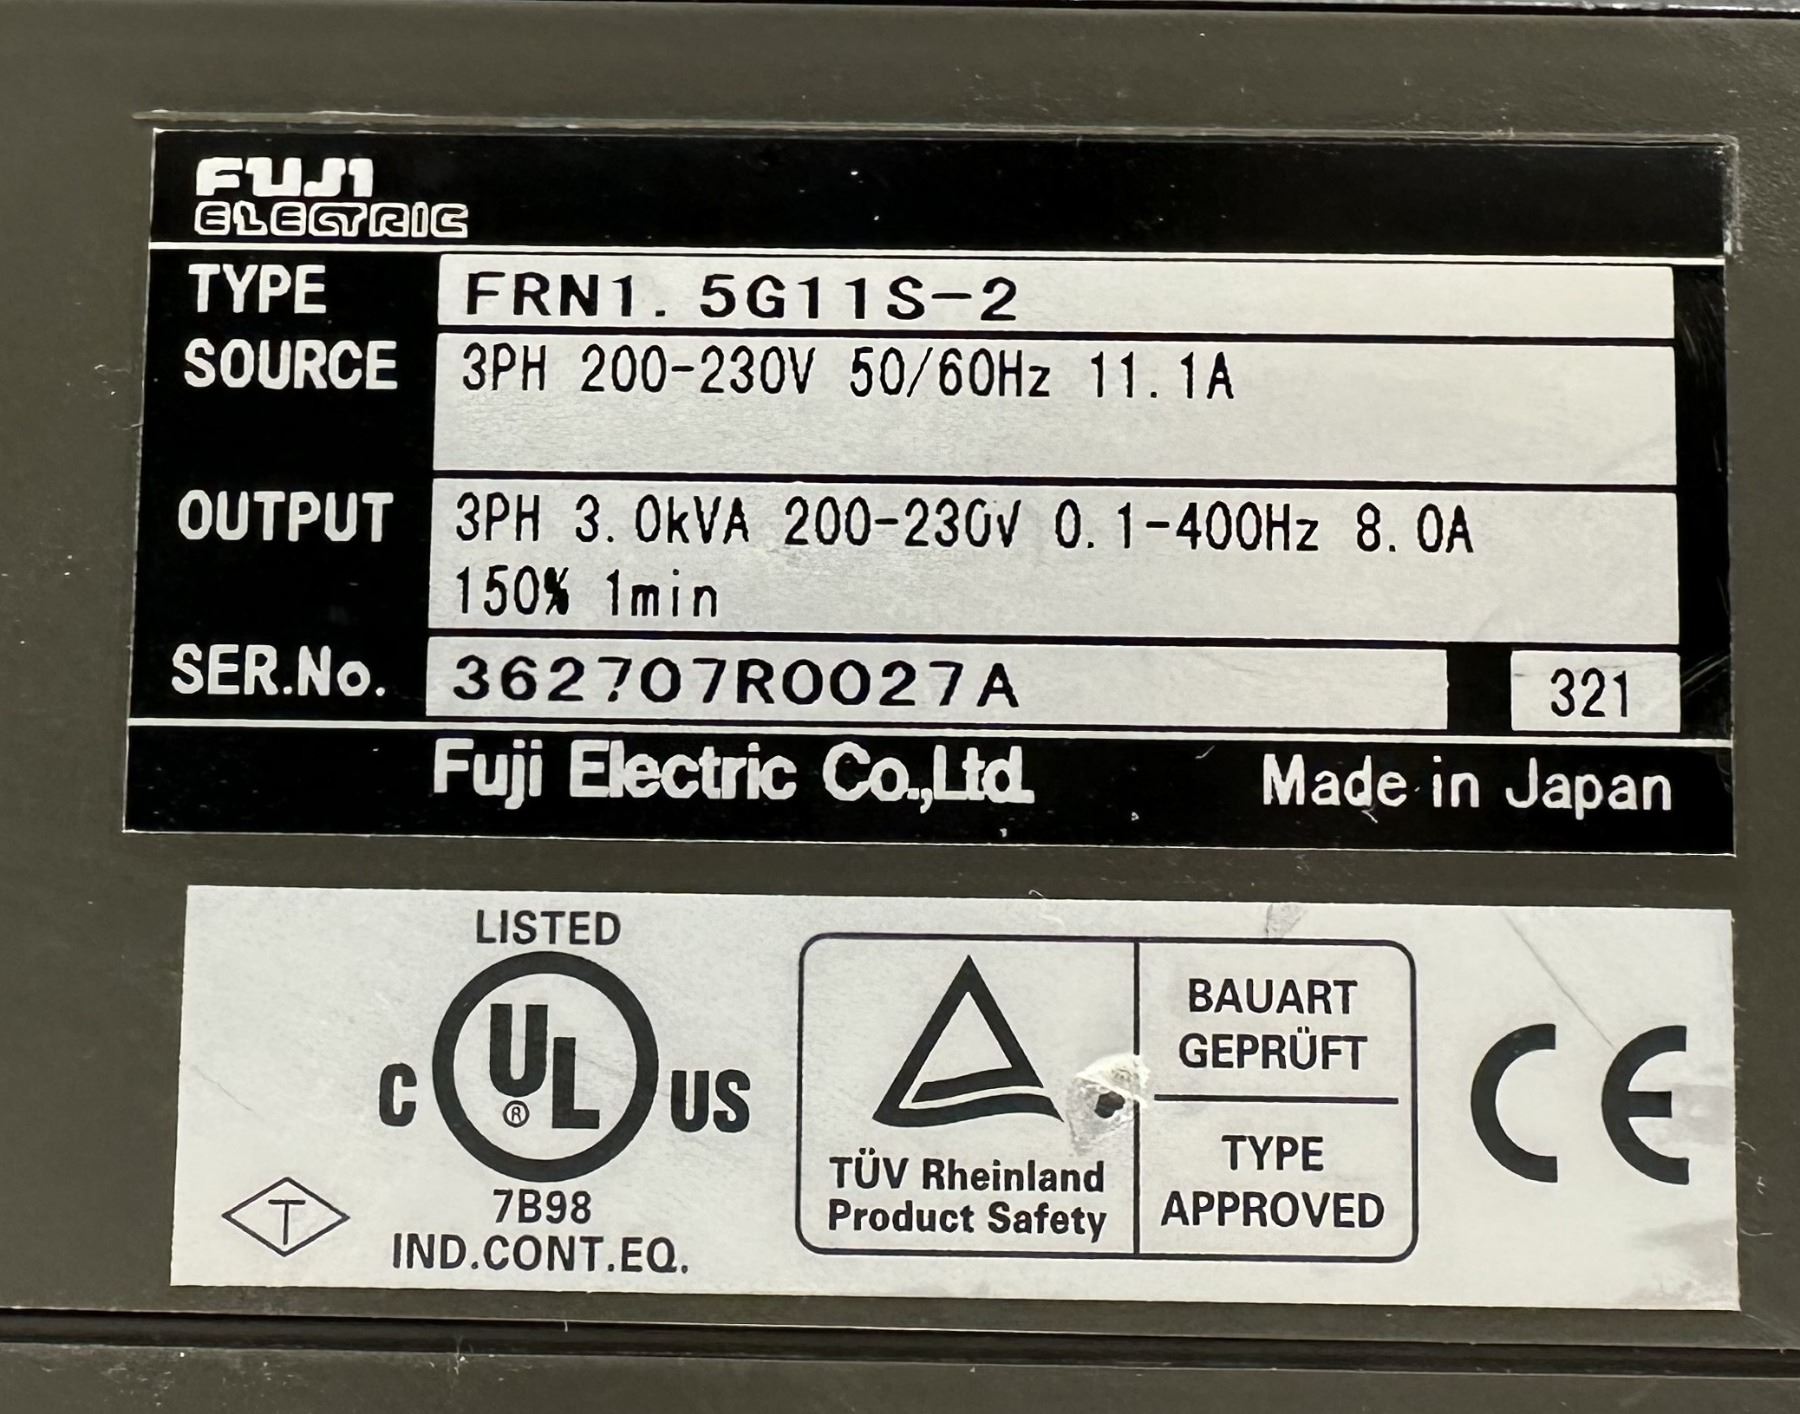 FUJI
ELECTRIC
TYPE FRN1.5G11S-2
SOURCE 3PH 200-230V 50/60Hz 11.1A
OUTPUT 3PH 3.0kVA 200-230V 0.1-400Hz 8.0A
150% 1min
SER.No. 362707R0027A 321
Fuji Electric Co.,Ltd. Made in Japan
LISTED
C UL ® US
7B98
IND.CONT.EQ.
T
TÜV Rheinland
Product Safety
BAUART
GEPRÜFT
TYPE
APPROVED
CE